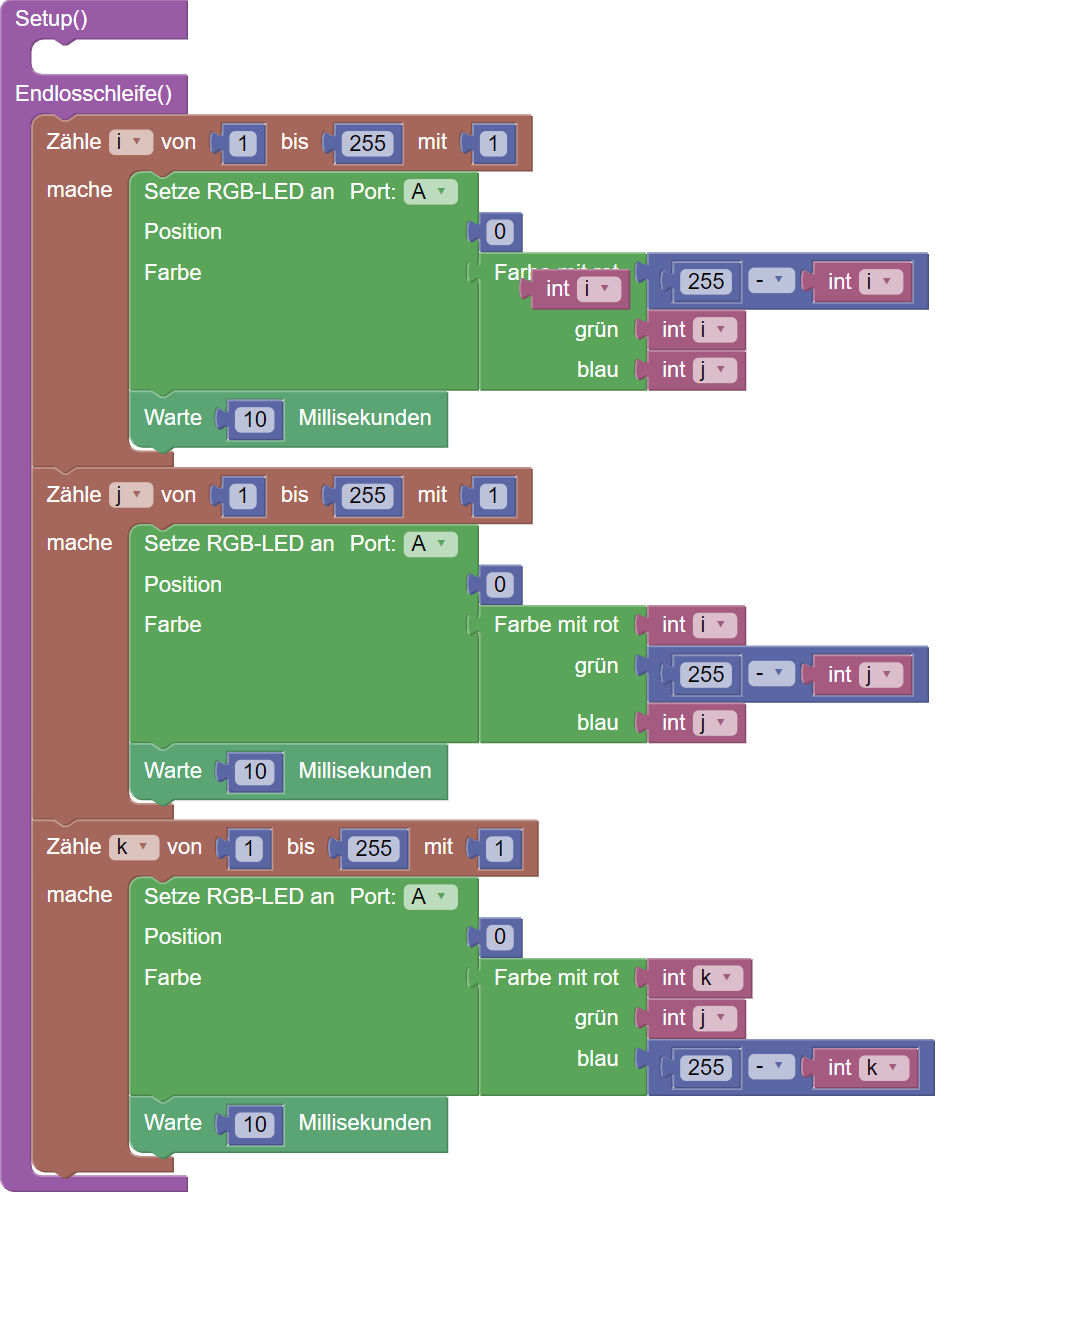 Setup()
Endlosschleife()
Zähle i von 1 bis 255 mit 1
mache Setze RGB-LED an Port: A
Position 0
Farbe Farbe mit rot 255 - int i
int i
grün int i
blau int j
Warte 10 Millisekunden
Zähle j von 1 bis 255 mit 1
mache Setze RGB-LED an Port: A
Position 0
Farbe Farbe mit rot int i
grün 255 - int j
blau int j
Warte 10 Millisekunden
Zähle k von 1 bis 255 mit 1
mache Setze RGB-LED an Port: A
Position 0
Farbe Farbe mit rot int k
grün int j
blau 255 - int k
Warte 10 Millisekunden